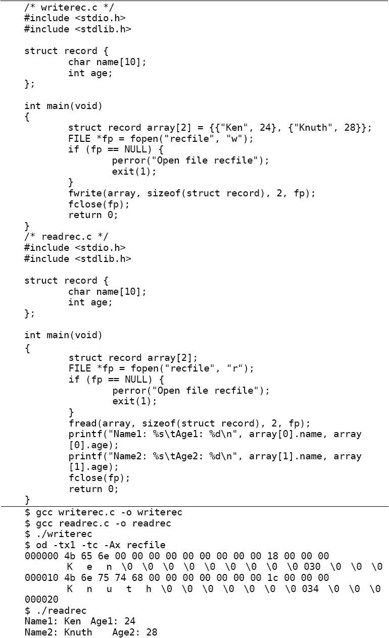 /* writerec.c */
#include <stdio.h>
#include <stdlib.h>

struct record {
        char name[10];
        int age;
};

int main(void)
{
        struct record array[2] = {{"Ken", 24}, {"Knuth", 28}};
        FILE *fp = fopen("recfile", "w");
        if (fp == NULL) {
                perror("Open file recfile");
                exit(1);
        }
        fwrite(array, sizeof(struct record), 2, fp);
        fclose(fp);
        return 0;
}
/* readrec.c */
#include <stdio.h>
#include <stdlib.h>

struct record {
        char name[10];
        int age;
};

int main(void)
{
        struct record array[2];
        FILE *fp = fopen("recfile", "r");
        if (fp == NULL) {
                perror("Open file recfile");
                exit(1);
        }
        fread(array, sizeof(struct record), 2, fp);
        printf("Name1: %s\tAge1: %d\n", array[0].name, array
        [0].age);
        printf("Name2: %s\tAge2: %d\n", array[1].name, array
        [1].age);
        fclose(fp);
        return 0;
}
$ gcc writerec.c -o writerec
$ gcc readrec.c -o readrec
$ ./writerec
$ od -tx1 -tc -Ax recfile
000000 4b 65 6e 00 00 00 00 00 00 00 00 00 18 00 00 00
        K  e  n \0 \0 \0 \0 \0 \0 \0 \0 \0 030 \0 \0 \0
000010 4b 6e 75 74 68 00 00 00 00 00 00 00 1c 00 00 00
        K  n  u  t  h \0 \0 \0 \0 \0 \0 \0 034 \0 \0 \0
000020
$ ./readrec
Name1: Ken Age1: 24
Name2: Knuth   Age2: 28